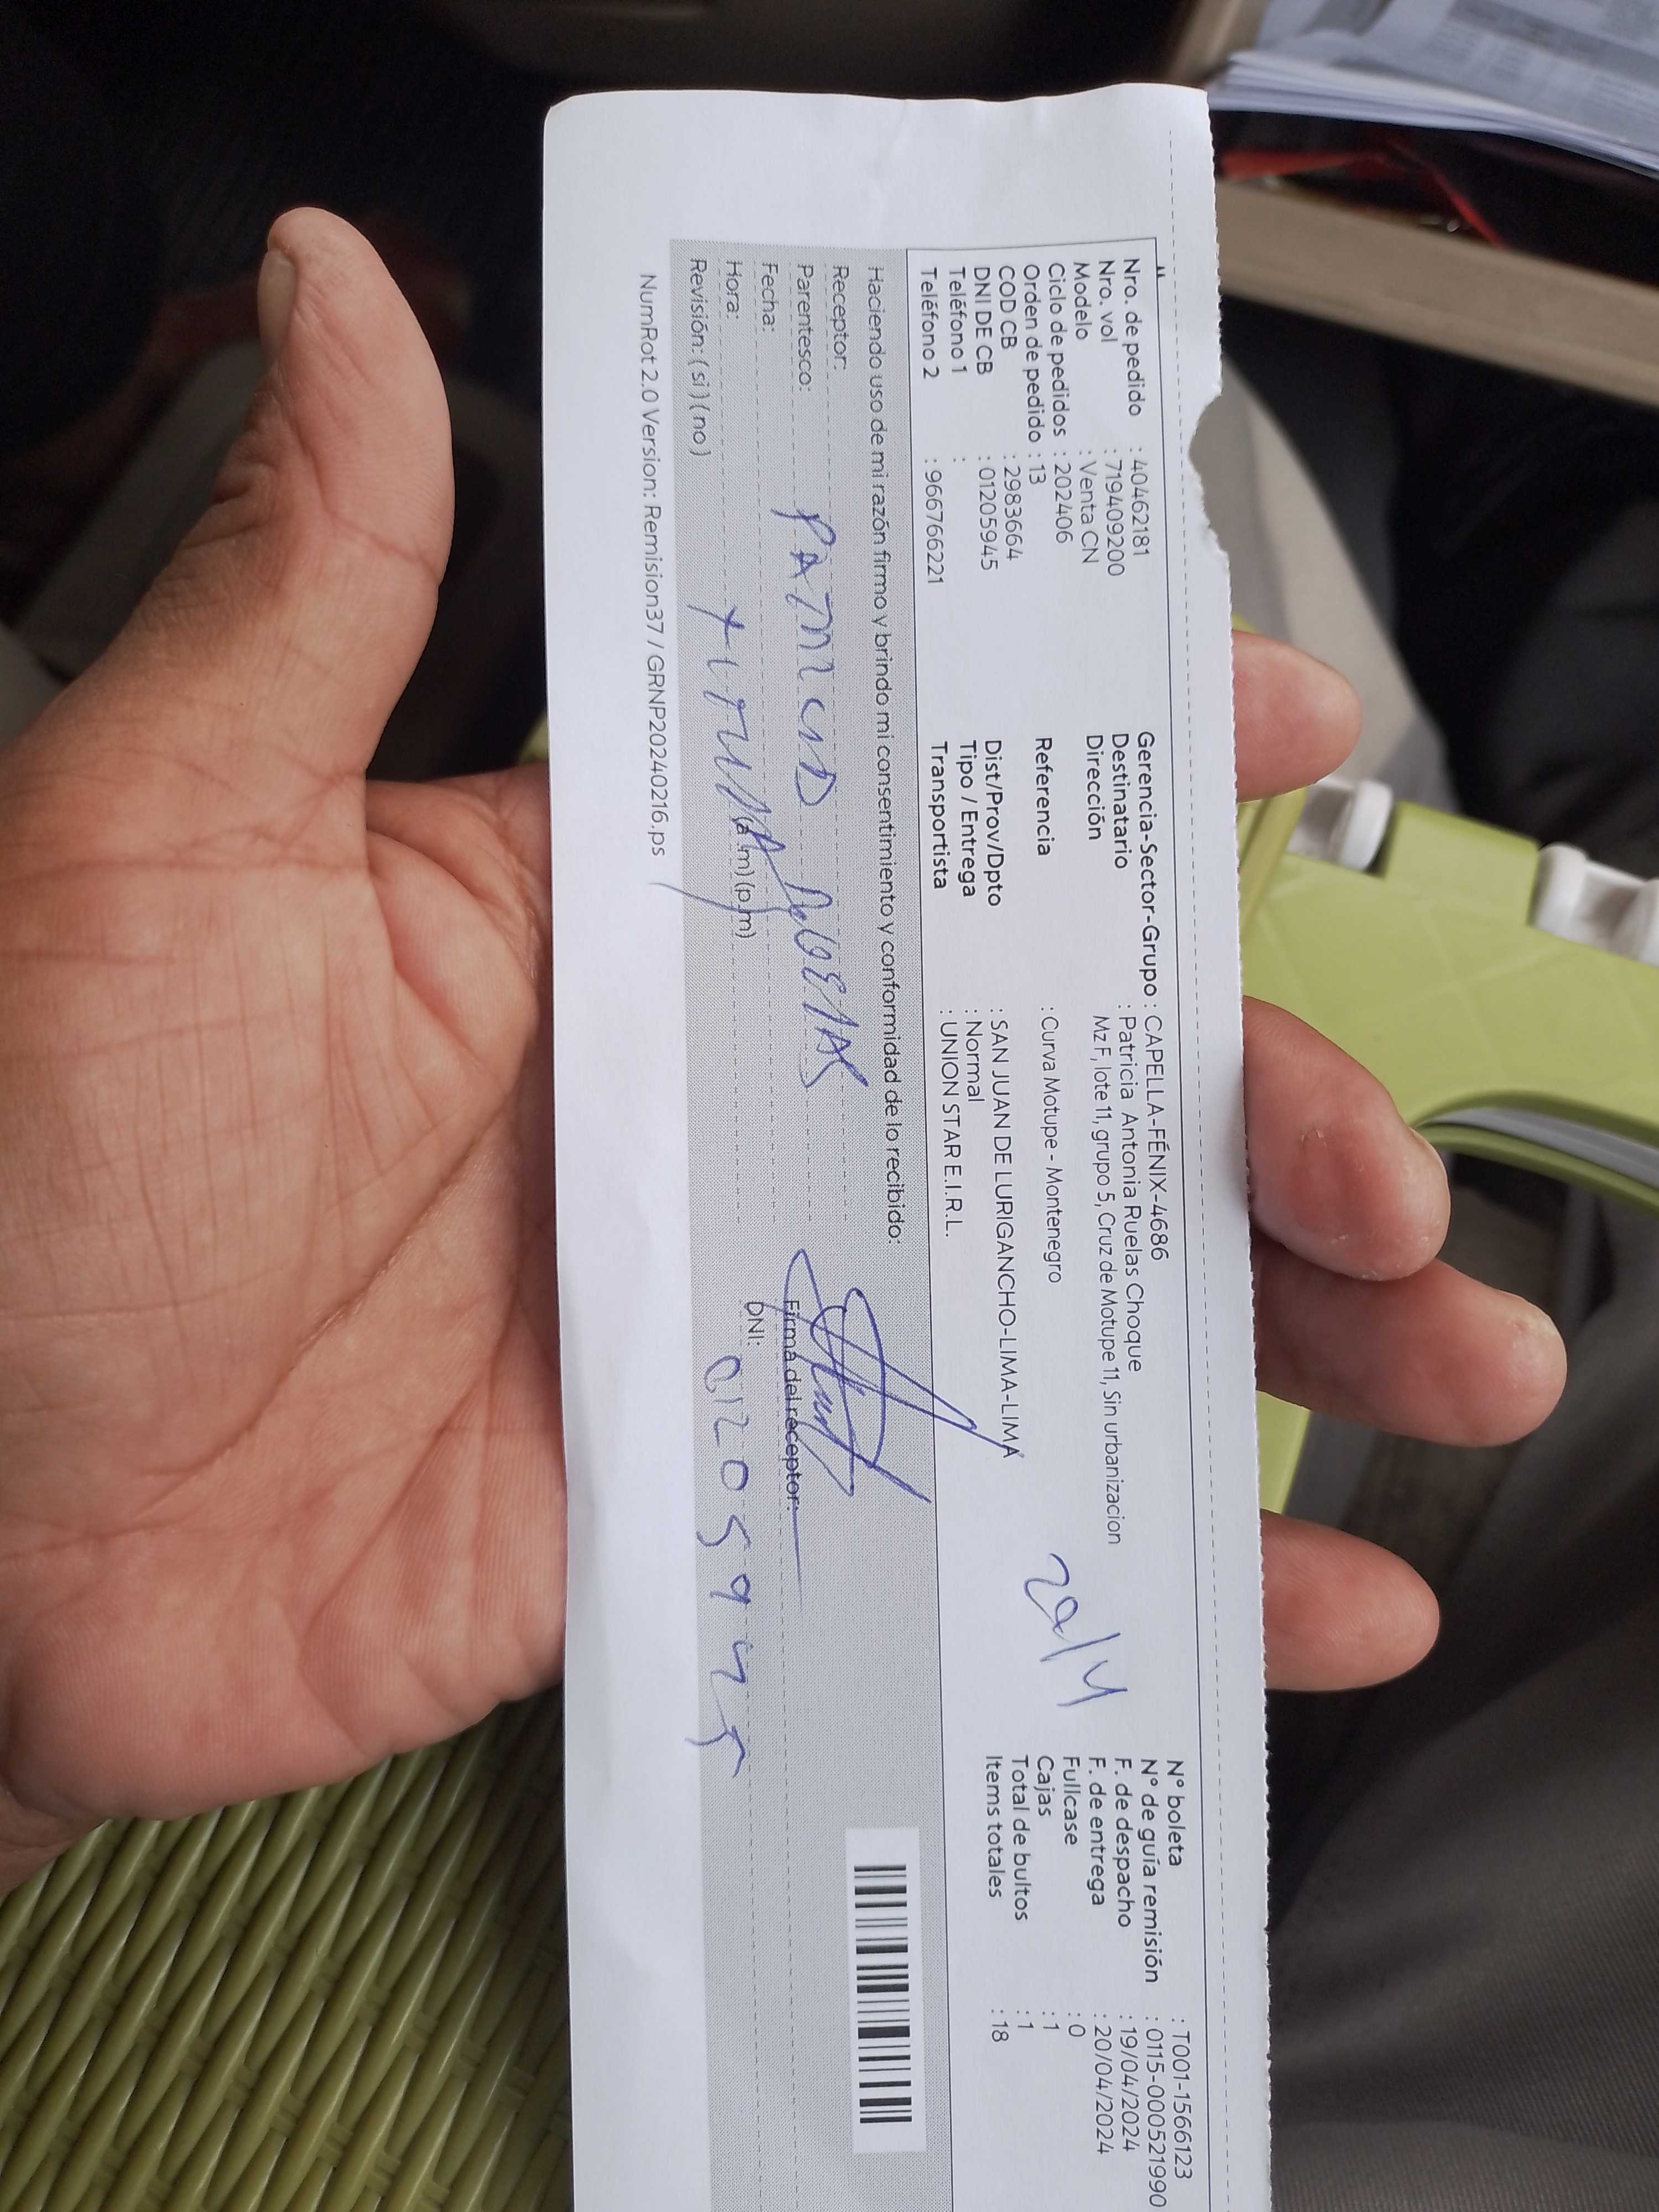 Nro. de pedido : 40462181
Nro. vol : 719409200
Modelo : Venta CN
Ciclo de pedidos : 202406
Orden de pedido : 13
COD CB : 2983664
DNI DE CB : 01205945
Teléfono 1 :
Teléfono 2 : 966766221
Gerencia-Sector-Grupo : CAPELLA-FÉNIX-4686
Destinatario : Patricia Antonia Ruelas Choque
Dirección Mz F, lote 11, grupo 5, Cruz de Motupe 11, Sin urbanizacion
Referencia : Curva Motupe - Montenegro
Dist/Prov/Dpto : SAN JUAN DE LURIGANCHO-LIMA-LIMA
Tipo / Entrega : Normal
Transportista : UNION STAR E.I.R.L.
20/4
N° boleta : T001-1566123
N° de guía remisión : 0115-000521990
F. de despacho : 19/04/2024
F. de entrega : 20/04/2024
Fullcase : 0
Cajas : 1
Total de bultos : 1
Items totales : 18
Haciendo uso de mi razón firmo y brindo mi consentimiento y conformidad de lo recibido:
Receptor:
Parentesco:
Fecha:
Hora: (a.m) (p.m)
Revisión: (si) (no)
Firma del receptor:
DNI: 01205945
NumRot 2.0 Version: Remision37 / GRNP20240216.ps